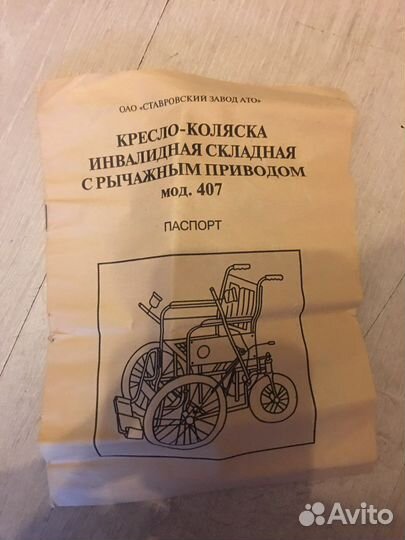 ОАО «СТАВРОВСКИЙ ЗАВОД АТО»
КРЕСЛО-КОЛЯСКА
ИНВАЛИДНАЯ СКЛАДНАЯ
С РЫЧАЖНЫМ ПРИВОДОМ
мод. 407
ПАСПОРТ
Avito